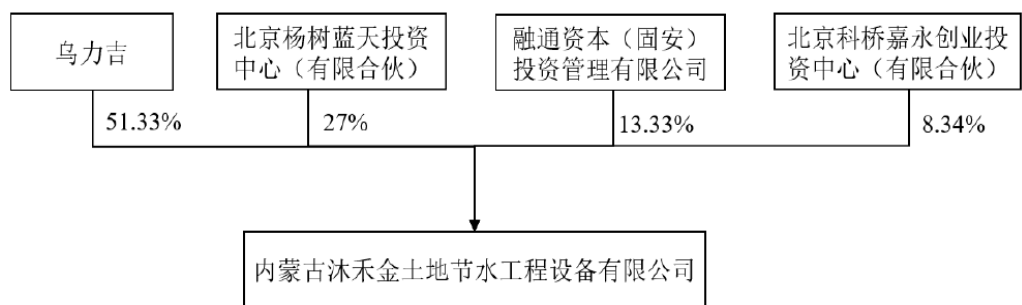 乌力吉
北京杨树蓝天投资
中心（有限合伙）
融通资本（固安）
投资管理有限公司
北京科桥嘉永创业投
资中心（有限合伙）
51.33%
27%
13.33%
8.34%
内蒙古沐禾金土地节水工程设备有限公司